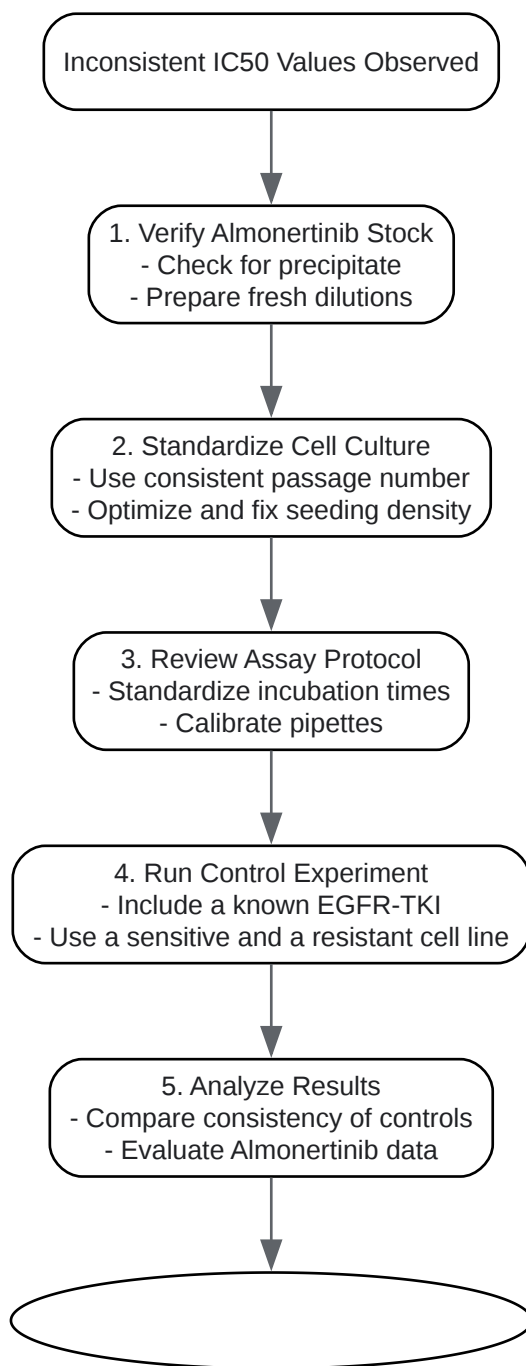 Inconsistent IC50 Values Observed
1. Verify Almonertinib Stock
- Check for precipitate
- Prepare fresh dilutions
2. Standardize Cell Culture
- Use consistent passage number
- Optimize and fix seeding density
3. Review Assay Protocol
- Standardize incubation times
- Calibrate pipettes
4. Run Control Experiment
- Include a known EGFR-TKI
- Use a sensitive and a resistant cell line
5. Analyze Results
- Compare consistency of controls
- Evaluate Almonertinib data